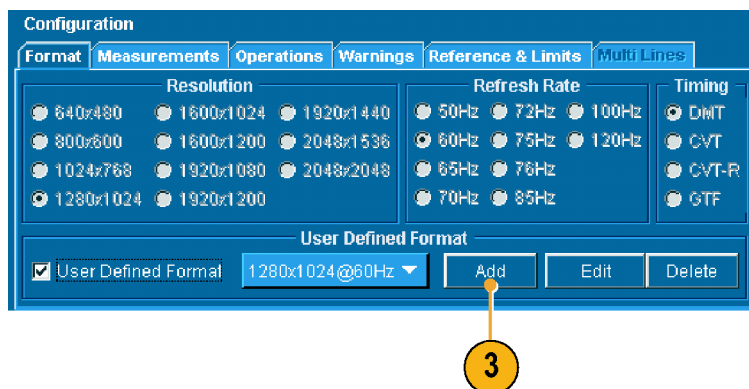 Configuration
Format Measurements Operations Warnings Reference & Limits Multi Lines
Resolution Refresh Rate Timing
640x480 1600x1024 1920x1440 50Hz 72Hz 100Hz DMT
800x600 1600x1200 2048x1536 60Hz 75Hz 120Hz CVT
1024x768 1920x1080 2048x2048 65Hz 76Hz CVT-R
1280x1024 1920x1200 70Hz 85Hz GTF
User Defined Format
User Defined Format 1280x1024@60Hz Add Edit Delete
3